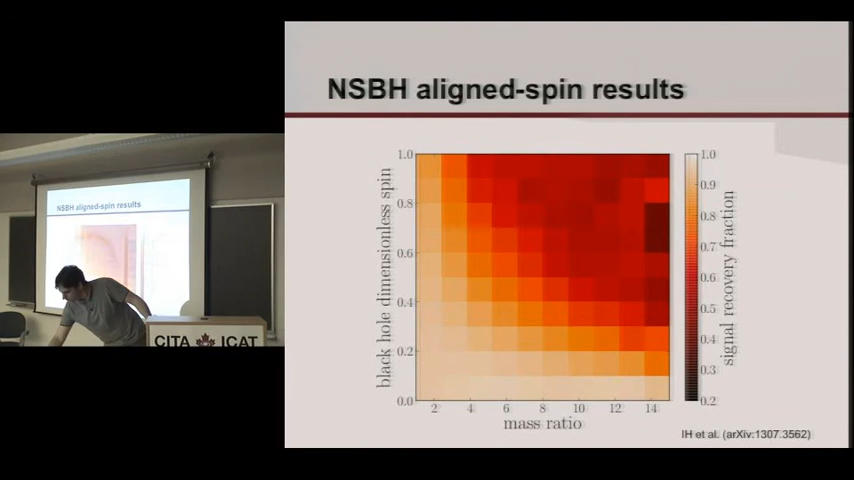 NSBH aligned-spin results
NSBH aligned-spin results
CITA ICAT
black hole dimensionless spin
1.0
0.8
0.6
0.4
0.2
0.0
2 4 6 8 10 12 14
mass ratio
1.0
0.9
0.8
0.7
0.6
0.5
0.4
0.3
0.2
signal recovery fraction
IH et al. (arXiv:1307.3562)